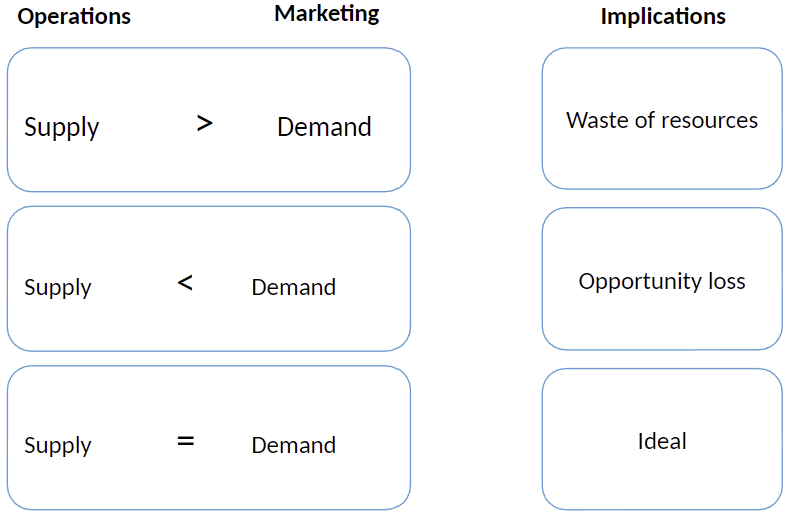 Operations Marketing Implications
Supply > Demand Waste of resources
Supply < Demand Opportunity loss
Supply = Demand Ideal